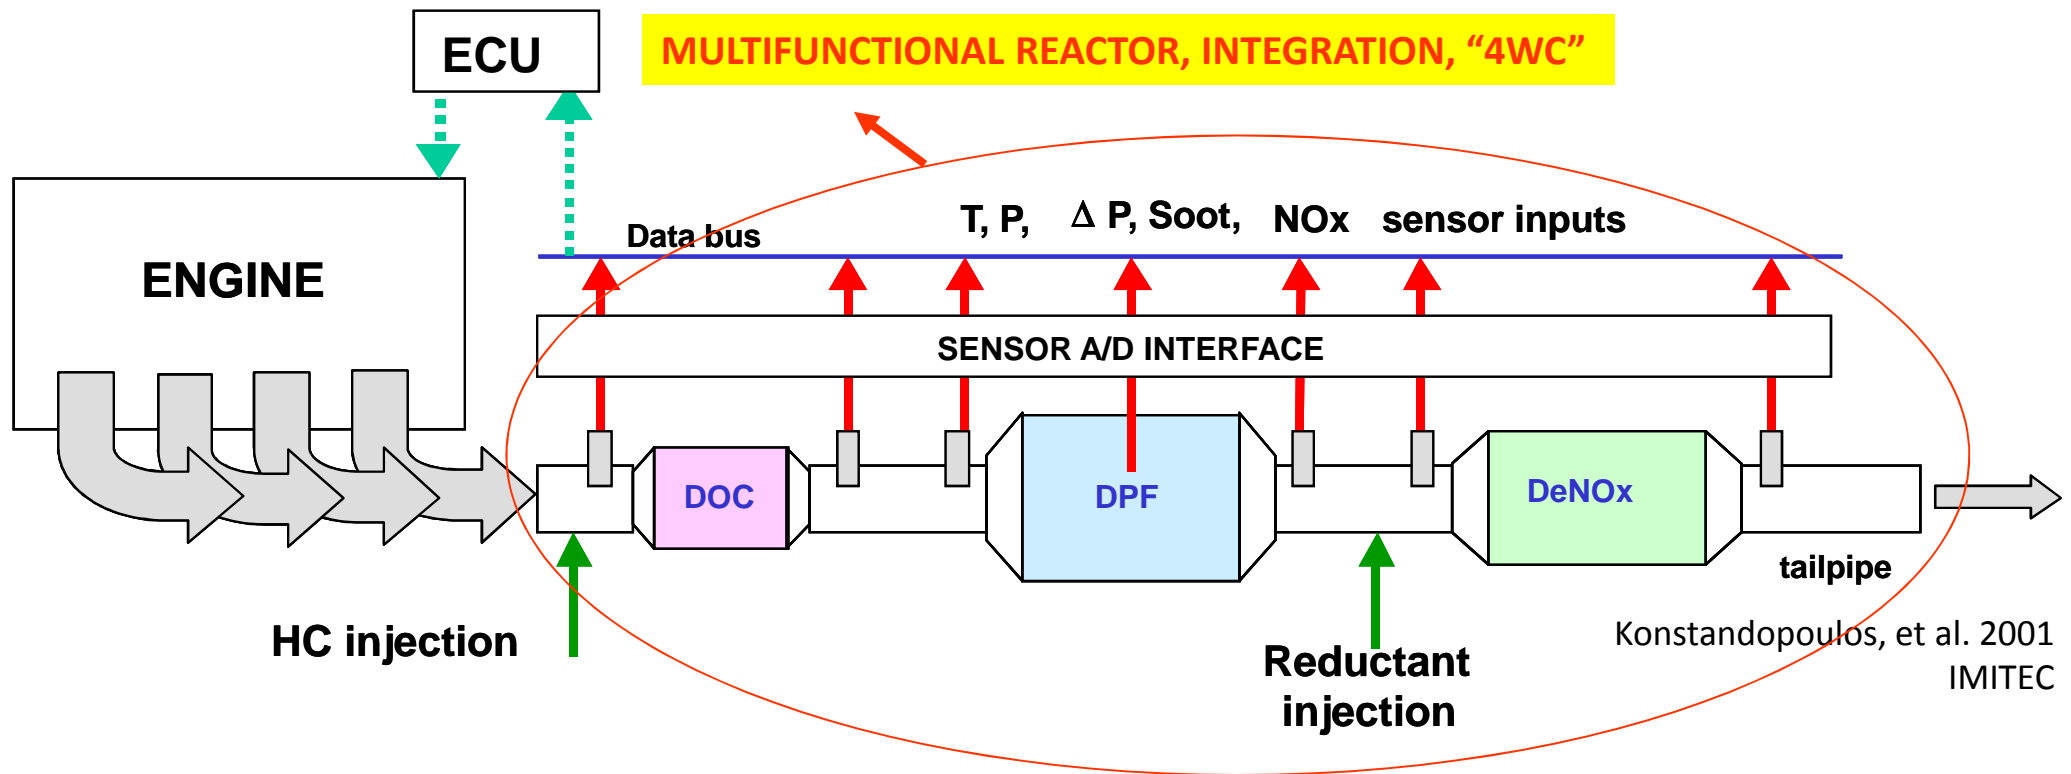 ECU
MULTIFUNCTIONAL REACTOR, INTEGRATION, “4WC”
T, P, Δ P, Soot, NOx sensor inputs
Data bus
ENGINE
SENSOR A/D INTERFACE
DOC
DPF
DeNOx
tailpipe
HC injection
Reductant
injection
Konstandopoulos, et al. 2001
IMITEC